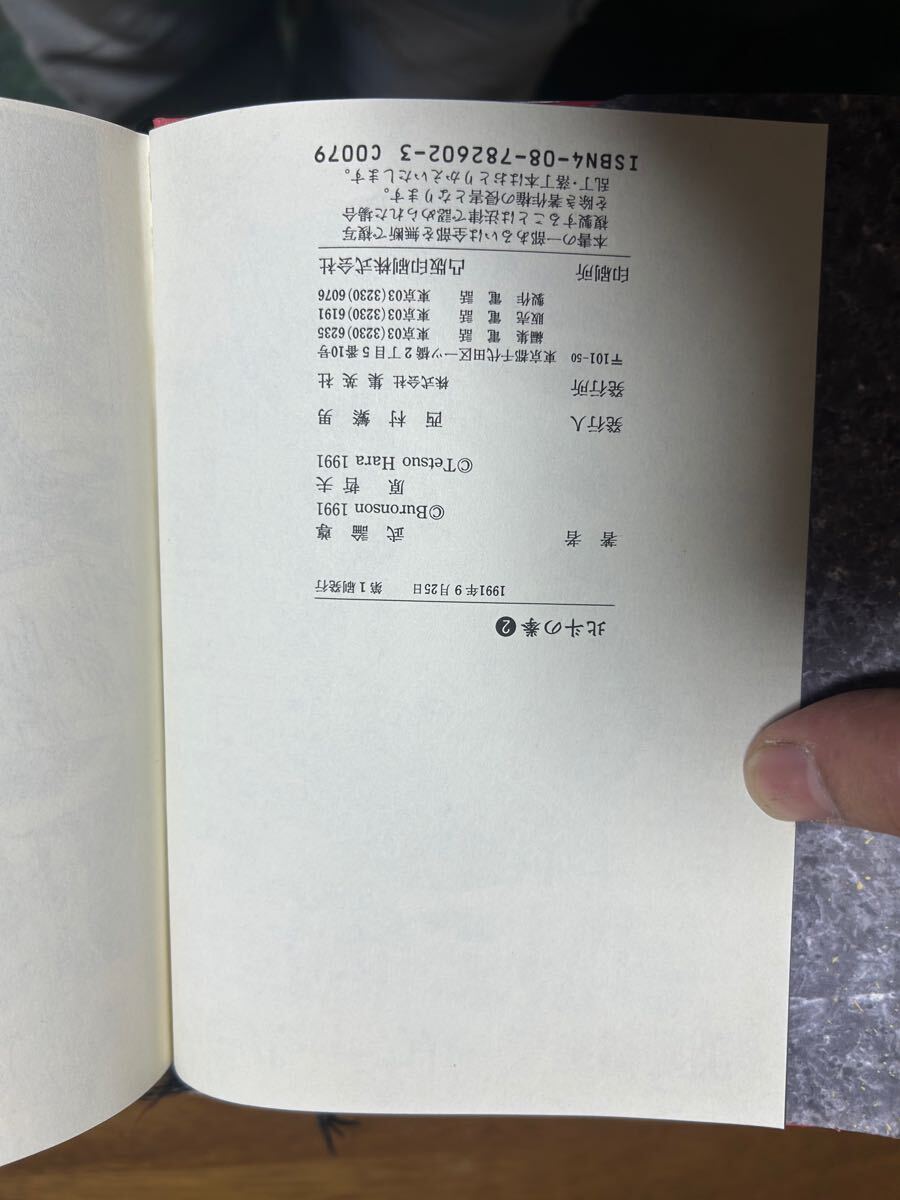 北斗の拳❷
1991年9月25日 第1刷発行
著者 武論尊
©Buronson 1991
原哲夫
©Tetsuo Hara 1991
発行人 西村繁男
発行所 株式会社 集英社
〒101-50 東京都千代田区一ツ橋2丁目5番10号
編集 電話 東京03(3230)6235
販売 電話 東京03(3230)6191
製作 電話 東京03(3230)6076
印刷所 凸版印刷株式会社
本書の一部あるいは全部を無断で複写
複製することは法律で認められた場合
を除き著作権の侵害となります。
乱丁・落丁本はおとりかえいたします。
ISBN4-08-782602-3 C0079